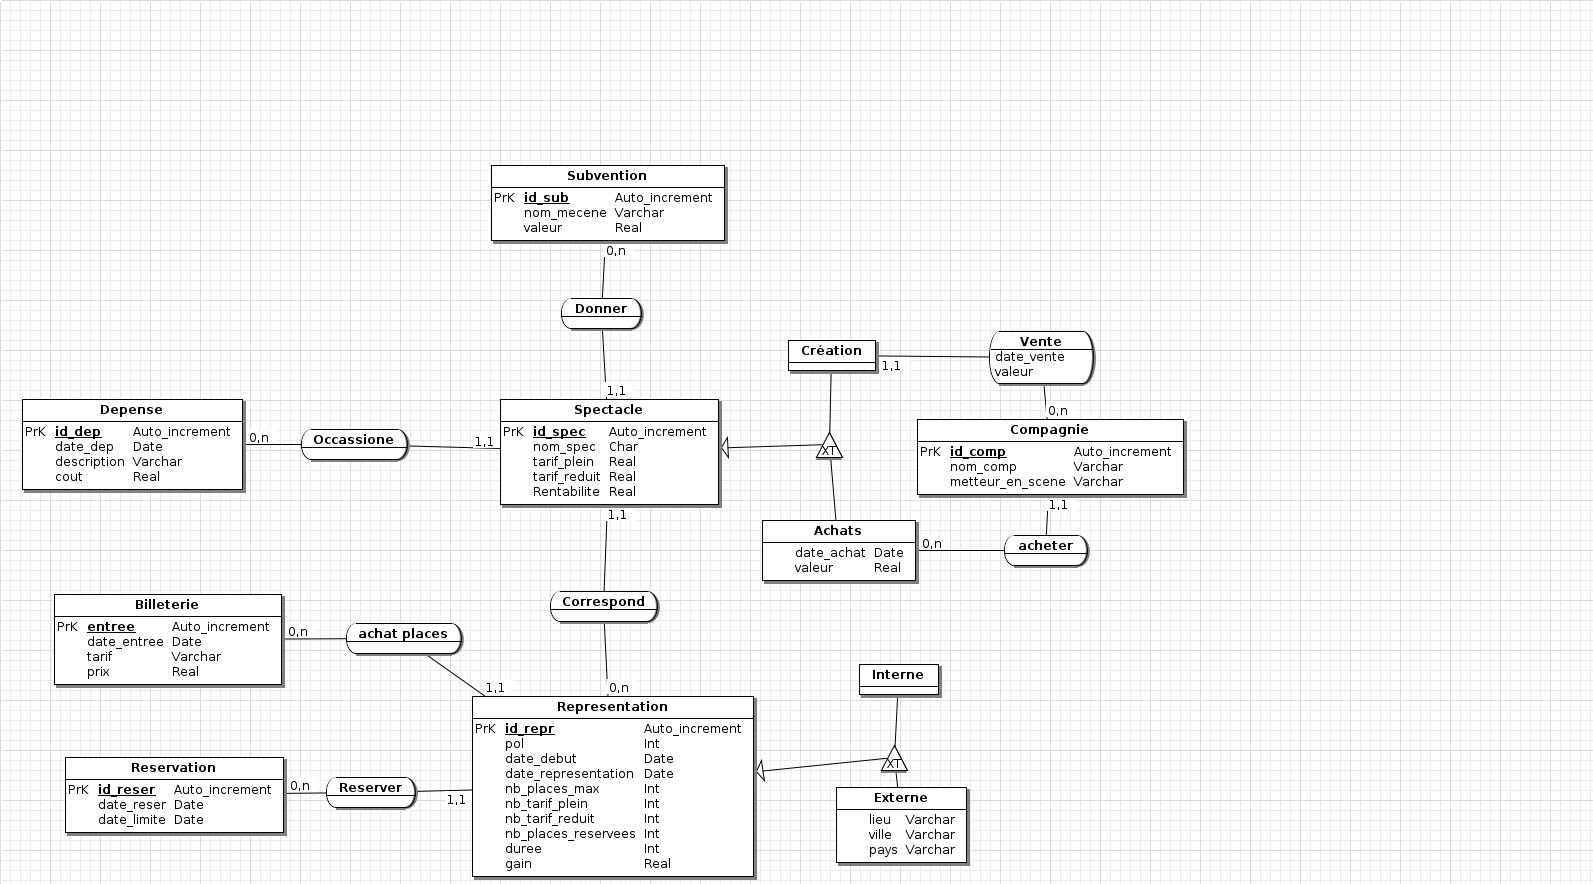 Subvention
PrK id_sub Auto_increment
nom_mecene Varchar
valeur Real
0,n
Donner
1,1
Création
1,1
Vente
date_vente
valeur
0,n
Depense
PrK id_dep Auto_increment
date_dep Date
description Varchar
cout Real
0,n
Occassione
1,1
Spectacle
PrK id_spec Auto_increment
nom_spec Char
tarif_plein Real
tarif_reduit Real
Rentabilite Real
1,1
XT
Compagnie
PrK id_comp Auto_increment
nom_comp Varchar
metteur_en_scene Varchar
1,1
Achats
date_achat Date
valeur Real
0,n
acheter
Correspond
0,n
Billeterie
PrK entree Auto_increment
date_entree Date
tarif Varchar
prix Real
0,n
achat places
1,1
Representation
PrK id_repr Auto_increment
pol Int
date_debut Date
date_representation Date
nb_places_max Int
nb_tarif_plein Int
nb_tarif_reduit Int
nb_places_reservees Int
duree Int
gain Real
Interne
XT
Externe
lieu Varchar
ville Varchar
pays Varchar
Reservation
PrK id_reser Auto_increment
date_reser Date
date_limite Date
0,n
Reserver
1,1